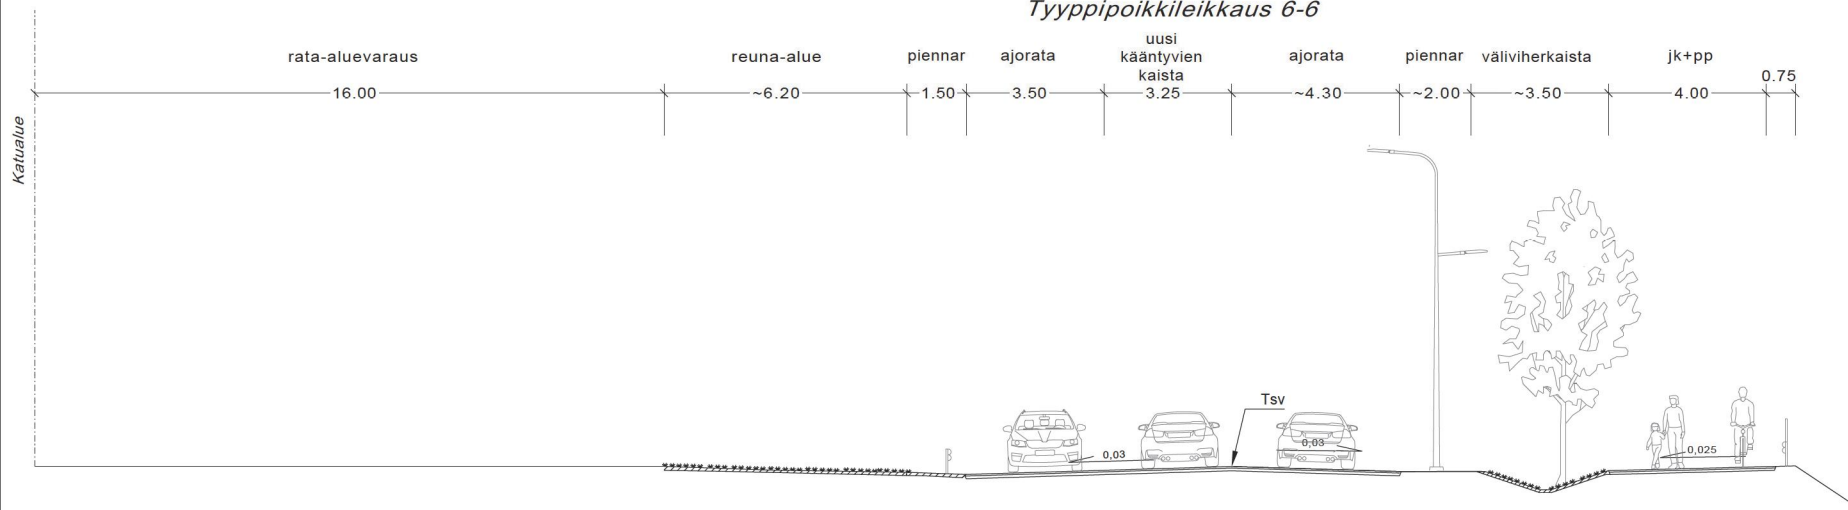 Tyyppipoikkileikkaus 6-6
rata-aluevaraus
reuna-alue
piennar
ajorata
uusi
kääntyvien
kaista
ajorata
piennar
väliviherkaista
jk+pp
0.75
16.00
~6.20
1.50
3.50
3.25
~4.30
~2.00
~3.50
4.00
Katualue
Tsv
0,03
0,03
0,025